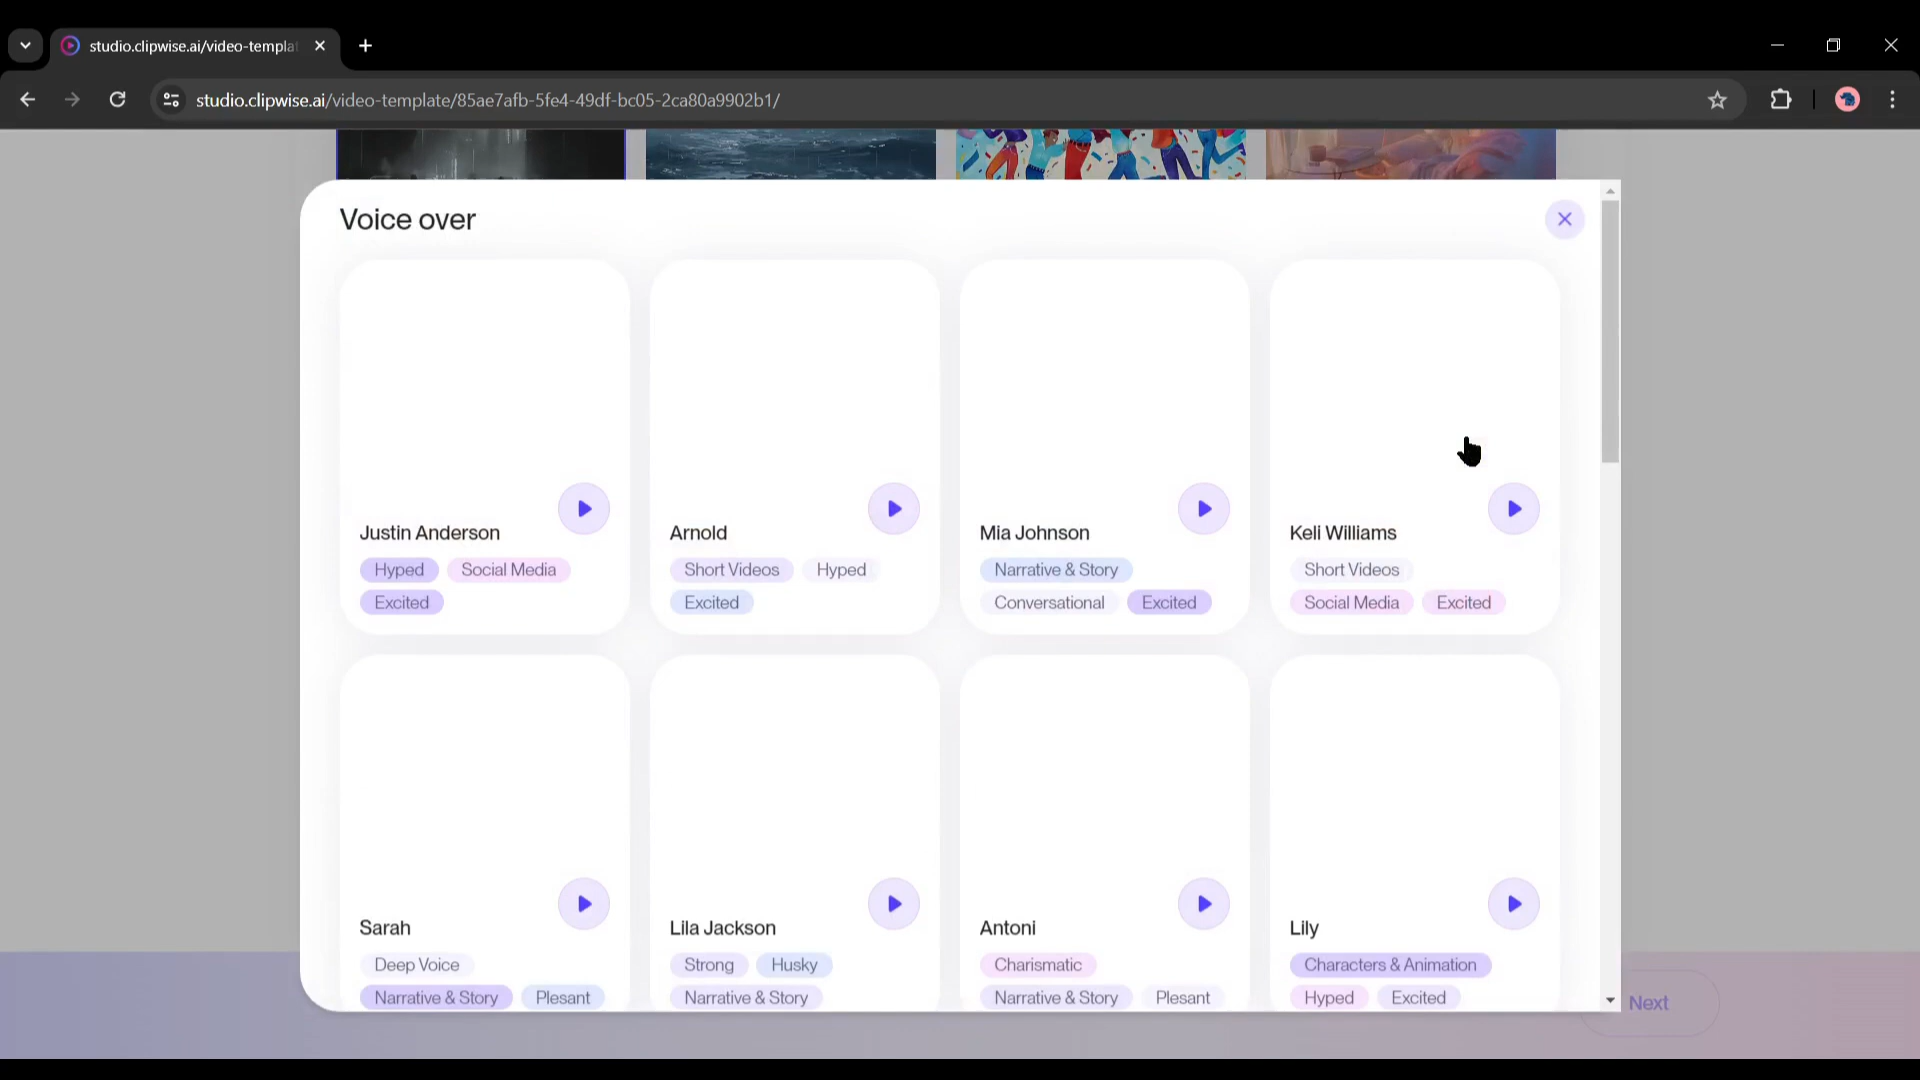 studio.clipwise.ai/video-templat
studio.clipwise.ai/video-template/85ae7afb-5fe4-49df-bc05-2ca80a9902b1/
Voice over
Justin Anderson
Hyped Social Media
Excited
Arnold
Short Videos Hyped
Excited
Mia Johnson
Narrative & Story
Conversational Excited
Keli Williams
Short Videos
Social Media Excited
Sarah
Deep Voice
Narrative & Story Plesant
Lila Jackson
Strong Husky
Narrative & Story
Antoni
Charismatic
Narrative & Story Plesant
Lily
Characters & Animation
Hyped Excited
Next